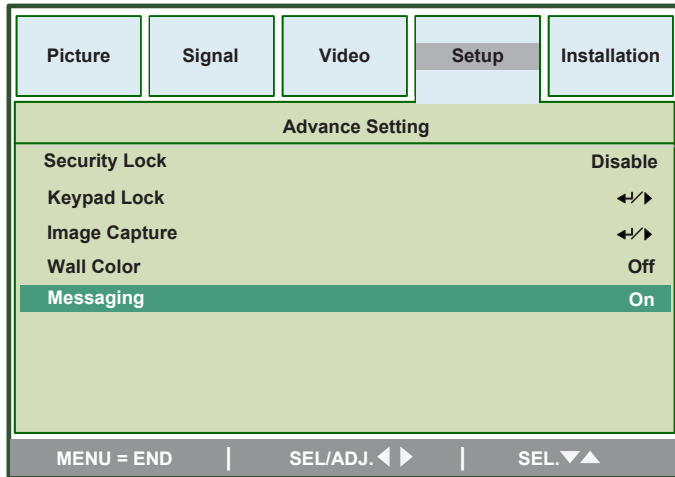 Picture Signal Video Setup Installation
Advance Setting
Security Lock Disable
Keypad Lock
Image Capture
Wall Color Off
Messaging On
MENU = END | SEL/ADJ. | SEL.